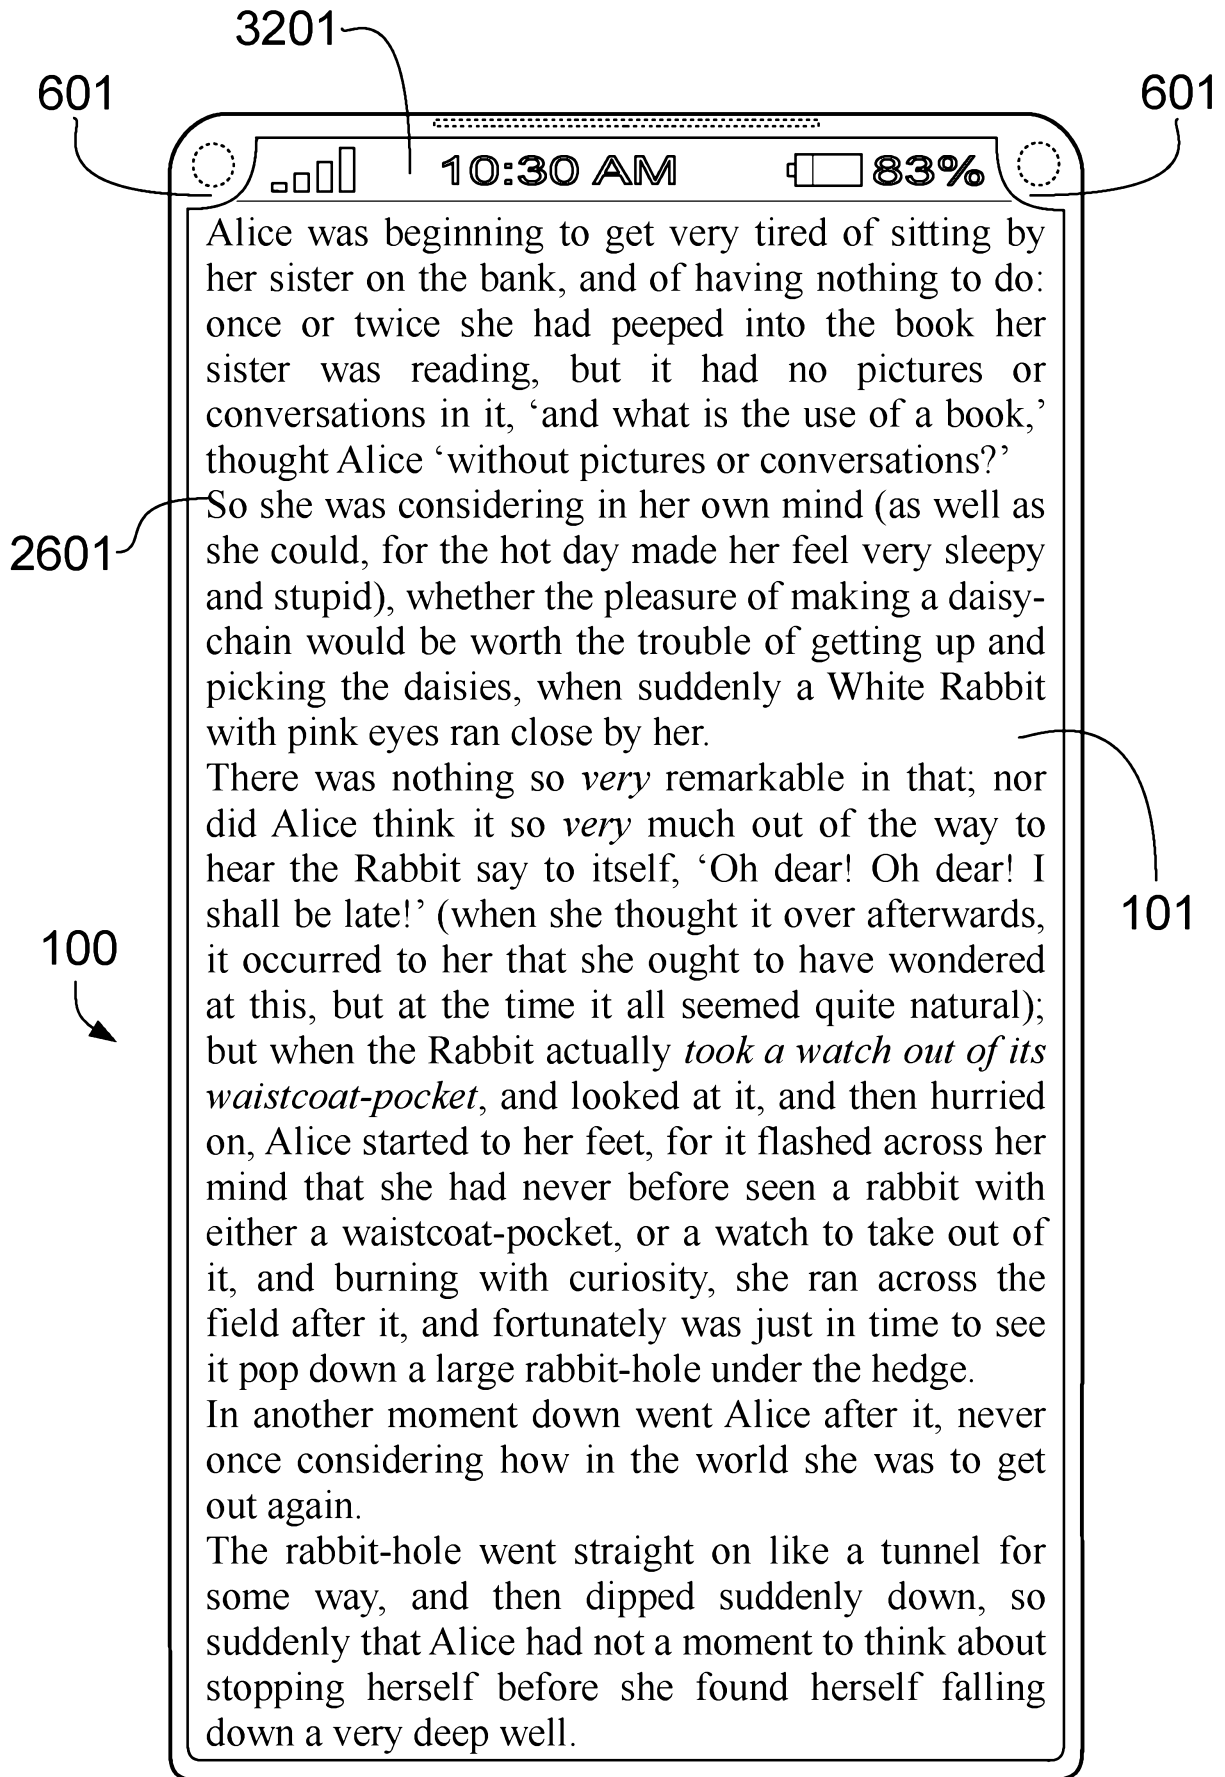 3201
601
601
10:30 AM
83%
Alice was beginning to get very tired of sitting by
her sister on the bank, and of having nothing to do:
once or twice she had peeped into the book her
sister was reading, but it had no pictures or
conversations in it, ‘and what is the use of a book,’
thought Alice ‘without pictures or conversations?’
So she was considering in her own mind (as well as
2601
she could, for the hot day made her feel very sleepy
and stupid), whether the pleasure of making a daisy-
chain would be worth the trouble of getting up and
picking the daisies, when suddenly a White Rabbit
with pink eyes ran close by her.
There was nothing so very remarkable in that; nor
did Alice think it so very much out of the way to
hear the Rabbit say to itself, ‘Oh dear! Oh dear! I
shall be late!’ (when she thought it over afterwards,
101
it occurred to her that she ought to have wondered
100
at this, but at the time it all seemed quite natural);
but when the Rabbit actually took a watch out of its
waistcoat-pocket, and looked at it, and then hurried
on, Alice started to her feet, for it flashed across her
mind that she had never before seen a rabbit with
either a waistcoat-pocket, or a watch to take out of
it, and burning with curiosity, she ran across the
field after it, and fortunately was just in time to see
it pop down a large rabbit-hole under the hedge.
In another moment down went Alice after it, never
once considering how in the world she was to get
out again.
The rabbit-hole went straight on like a tunnel for
some way, and then dipped suddenly down, so
suddenly that Alice had not a moment to think about
stopping herself before she found herself falling
down a very deep well.